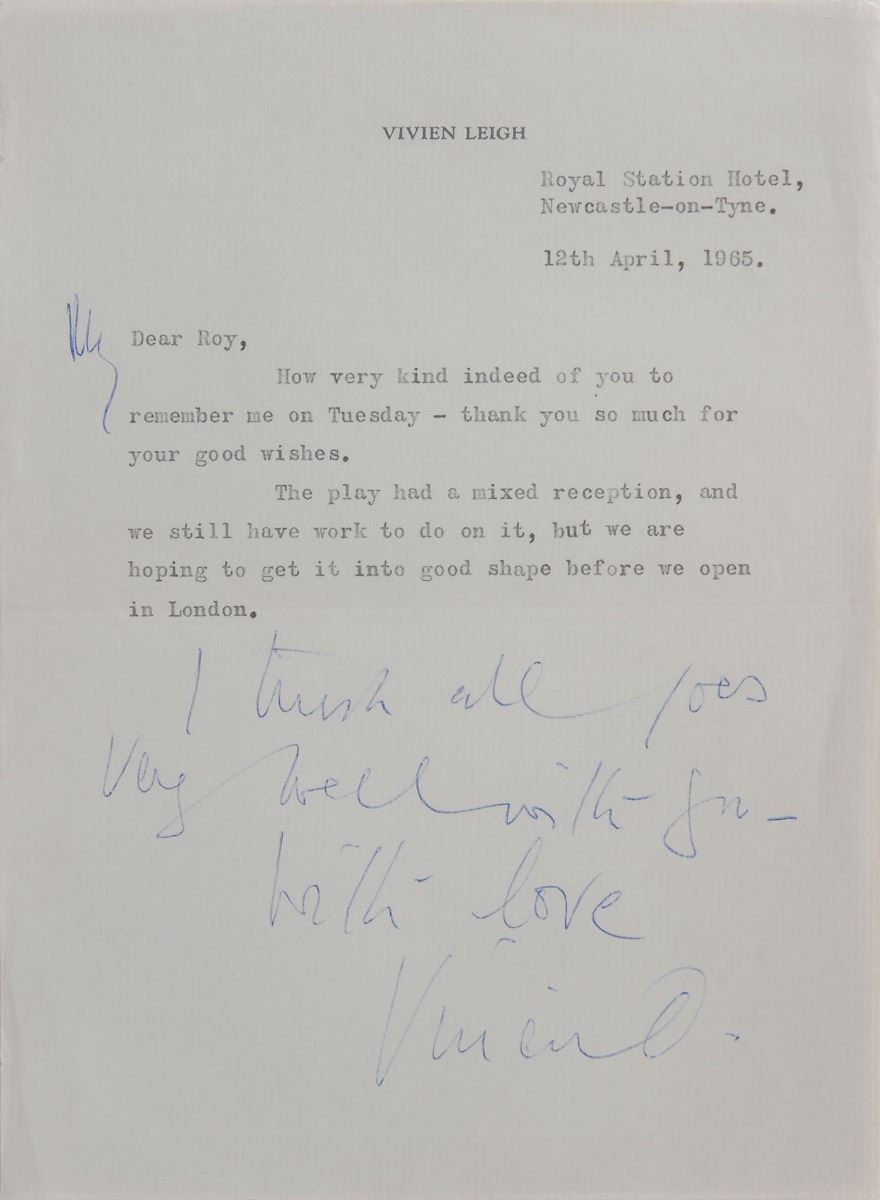 VIVIEN LEIGH
Royal Station Hotel,
Newcastle-on-Tyne.
12th April, 1965.
My Dear Roy,
How very kind indeed of you to
remember me on Tuesday - thank you so much for
your good wishes.
The play had a mixed reception, and
we still have work to do on it, but we are
hoping to get it into good shape before we open
in London.
I trust all goes
very well with you -
with love
Vivien.